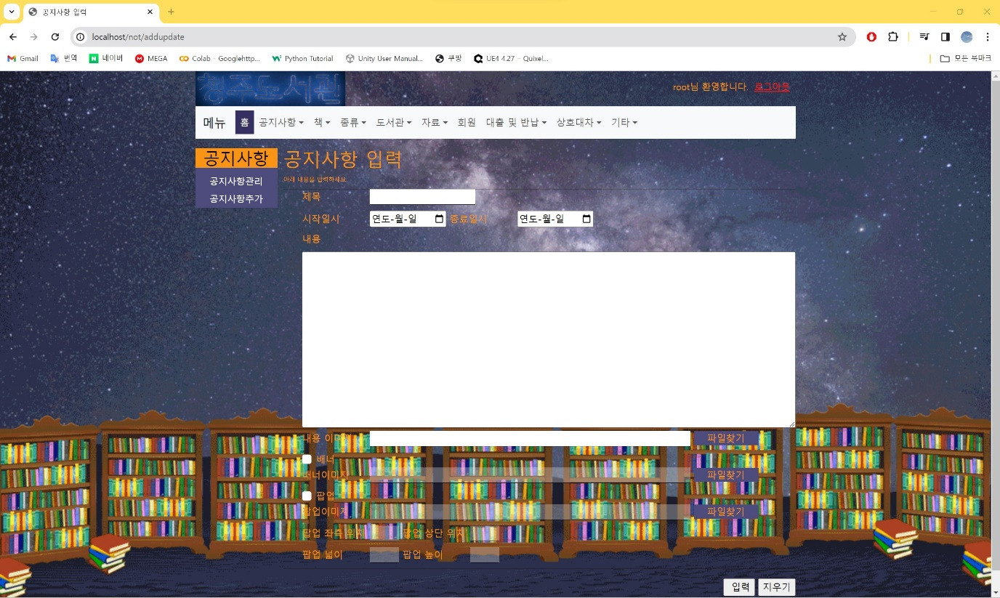 공지사항 입력
localhost/not/addupdate
Gmail 번역 네이버 MEGA Colab - Googlehttp... Python Tutorial Unity User Manual... 쿠팡 UE4 4.27 – Quixel... 모든 북마크
청주도서관
root님 환영합니다. 로그아웃
메뉴 홈 공지사항 책 종류 도서관 자료 회원 대출 및 반납 상호대차 기타
공지사항
공지사항관리
공지사항추가
공지사항 입력
아래 내용을 입력하세요.
제목
시작일시 연도-월-일 종료일시 연도-월-일
내용
내용 이미지 파일찾기
배너
배너이미지 파일찾기
팝업
팝업이미지 파일찾기
팝업 좌측 위치 팝업 상단 위치
팝업 넓이 팝업 높이
입력 지우기